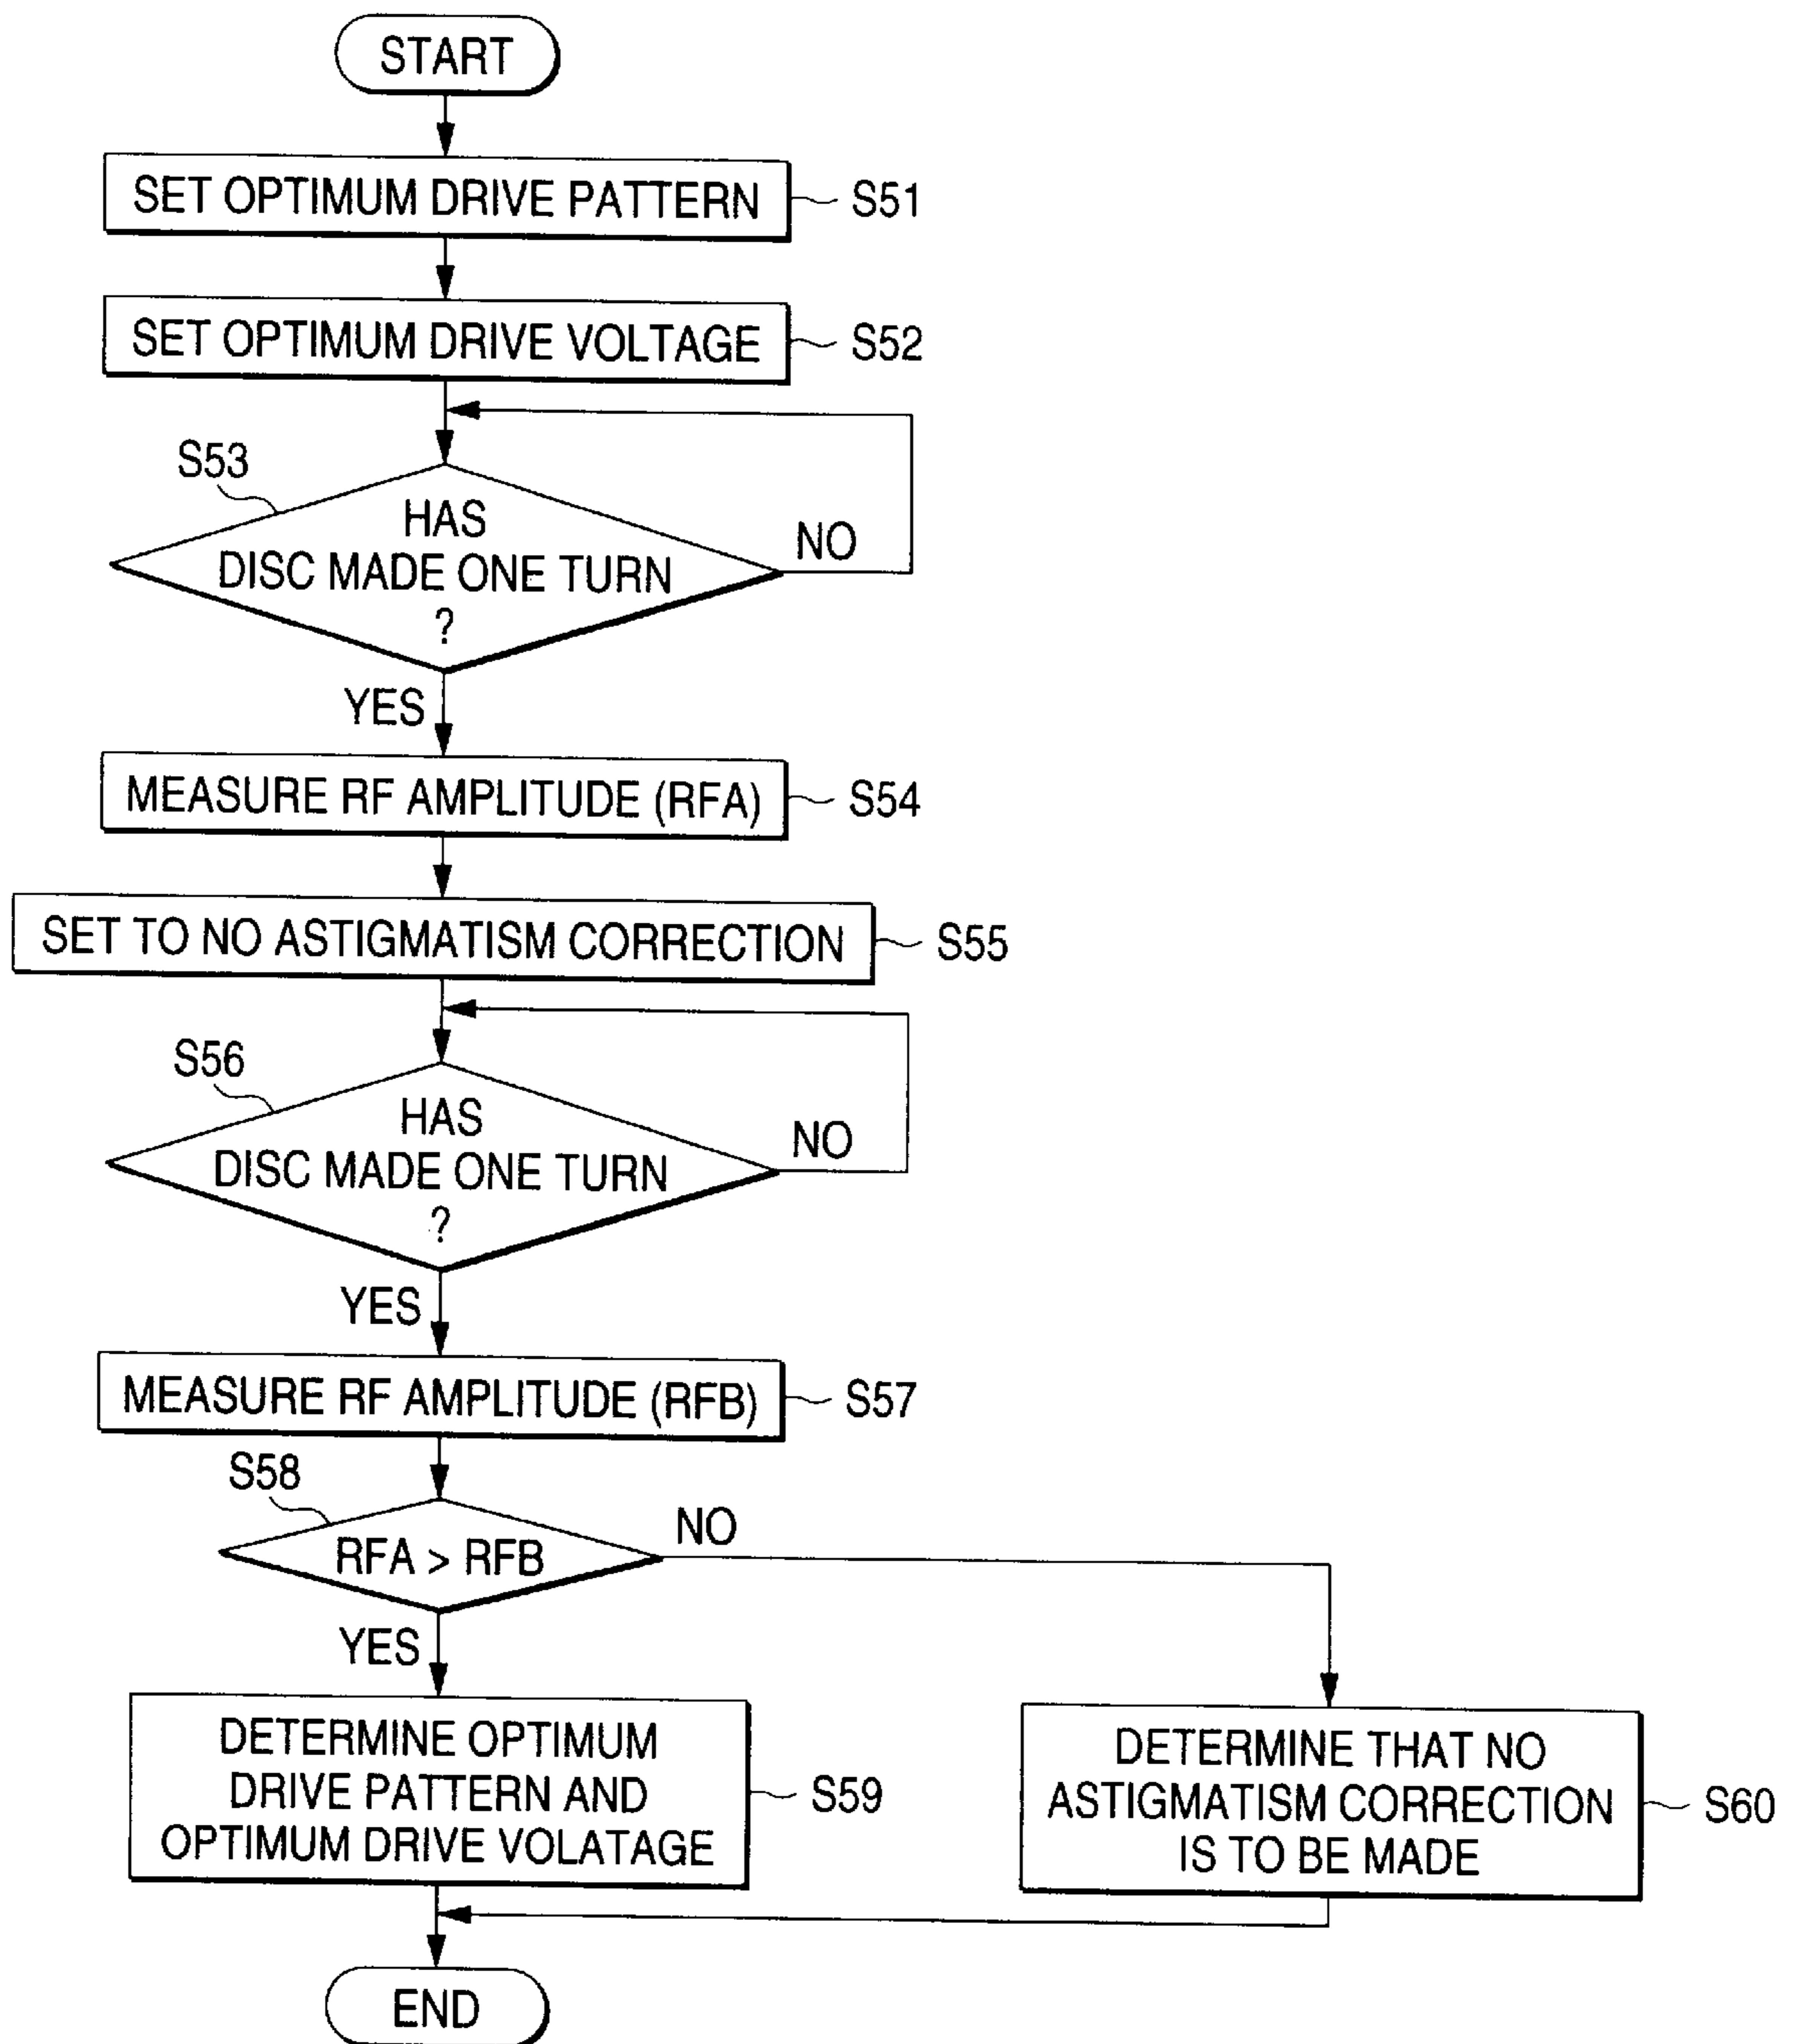 START
SET OPTIMUM DRIVE PATTERN
S51
SET OPTIMUM DRIVE VOLTAGE
S52
S53
HAS
DISC MADE ONE TURN
?
NO
YES
MEASURE RF AMPLITUDE (RFA)
S54
SET TO NO ASTIGMATISM CORRECTION
S55
S56
HAS
DISC MADE ONE TURN
?
NO
YES
MEASURE RF AMPLITUDE (RFB)
S57
S58
RFA > RFB
NO
YES
DETERMINE OPTIMUM
DRIVE PATTERN AND
OPTIMUM DRIVE VOLATAGE
S59
DETERMINE THAT NO
ASTIGMATISM CORRECTION
IS TO BE MADE
S60
END